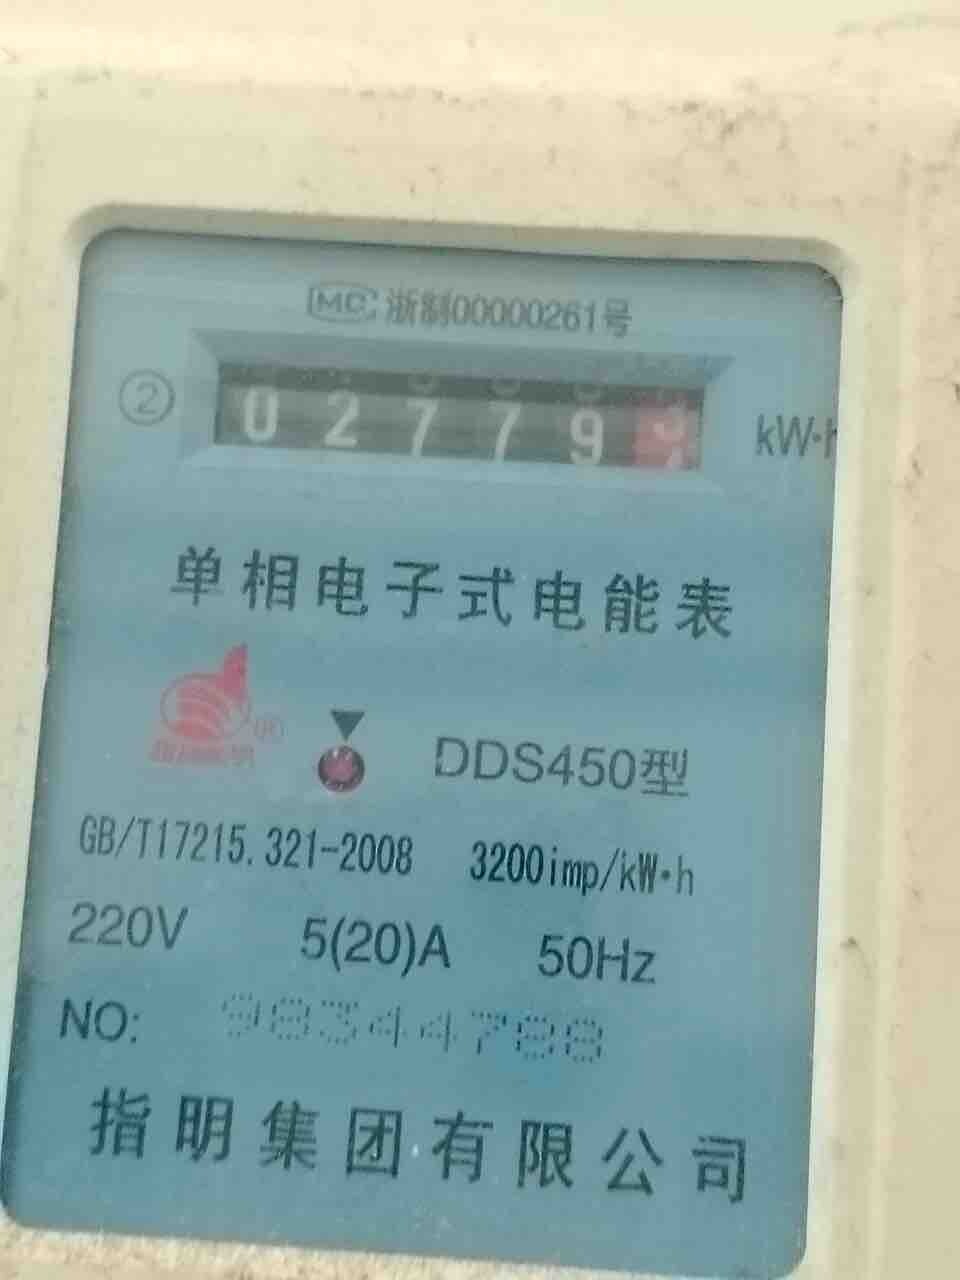 MC 浙制00000261号
② 02779 kW·h
单相电子式电能表
DDS450型
GB/T17215.321-2008 3200imp/kW·h
220V 5(20)A 50Hz
NO: 98344788
指明集团有限公司